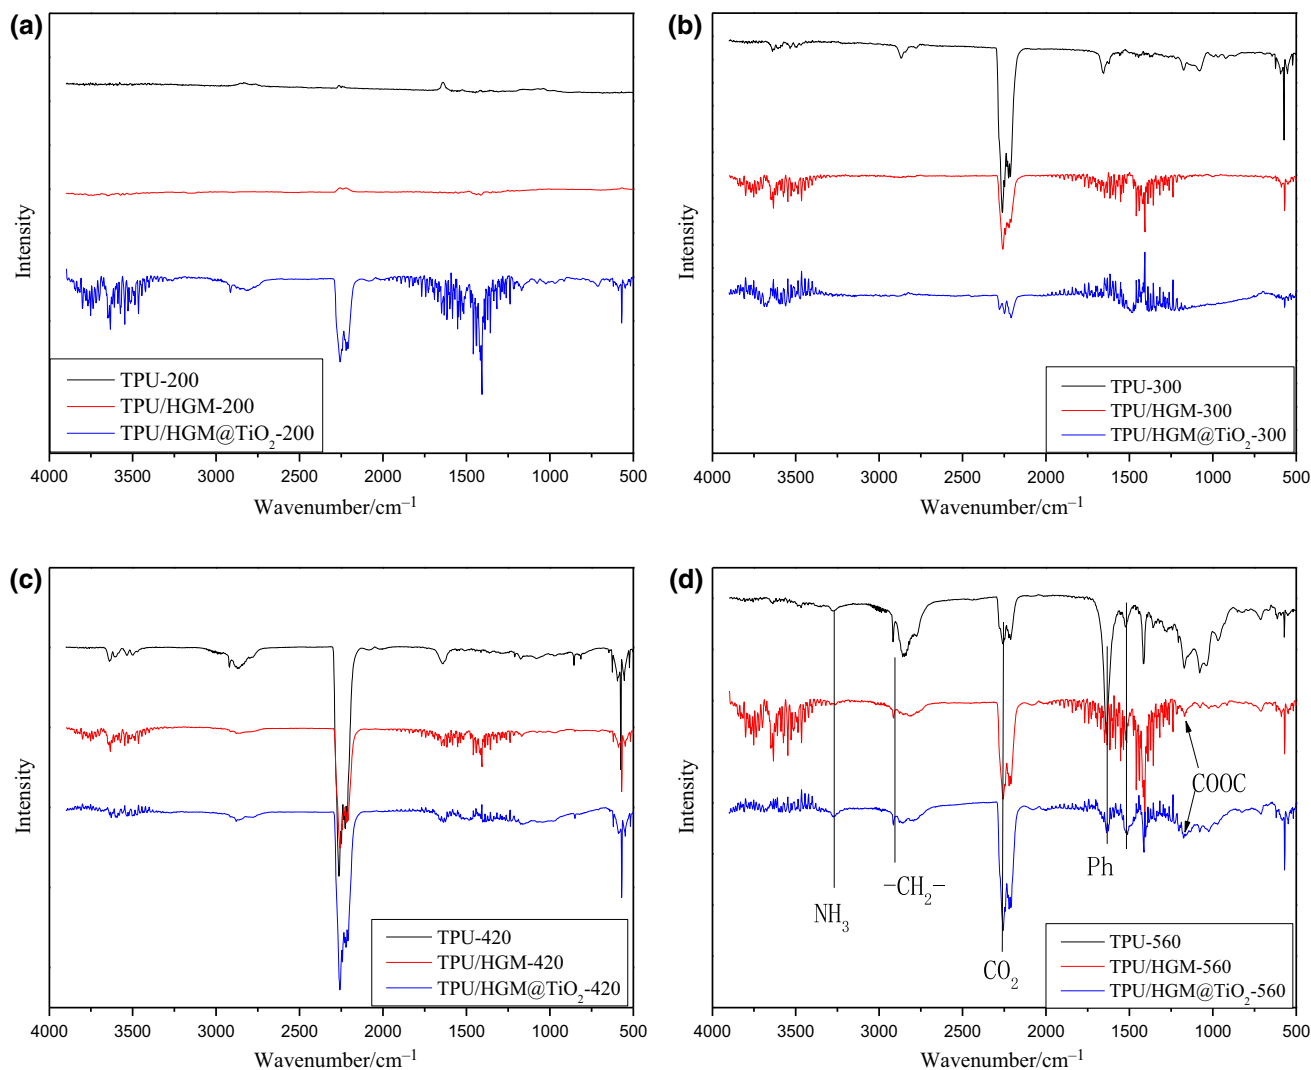 (a)
Intensity
TPU-200
TPU/HGM-200
TPU/HGM@TiO₂-200
4000 3500 3000 2500 2000 1500 1000 500
Wavenumber/cm⁻¹
(b)
Intensity
TPU-300
TPU/HGM-300
TPU/HGM@TiO₂-300
4000 3500 3000 2500 2000 1500 1000 500
Wavenumber/cm⁻¹
(c)
Intensity
TPU-420
TPU/HGM-420
TPU/HGM@TiO₂-420
4000 3500 3000 2500 2000 1500 1000 500
Wavenumber/cm⁻¹
(d)
Intensity
COOC
Ph
-CH₂-
NH₃
CO₂
TPU-560
TPU/HGM-560
TPU/HGM@TiO₂-560
4000 3500 3000 2500 2000 1500 1000 500
Wavenumber/cm⁻¹